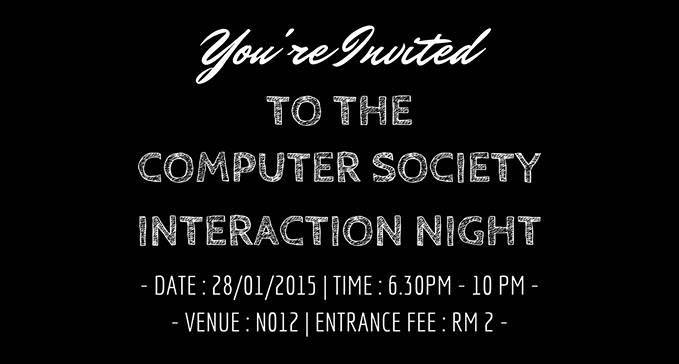 You're Invited
TO THE
COMPUTER SOCIETY
INTERACTION NIGHT
- DATE : 28/01/2015 | TIME : 6.30PM - 10 PM -
- VENUE : N012 | ENTRANCE FEE : RM 2 -